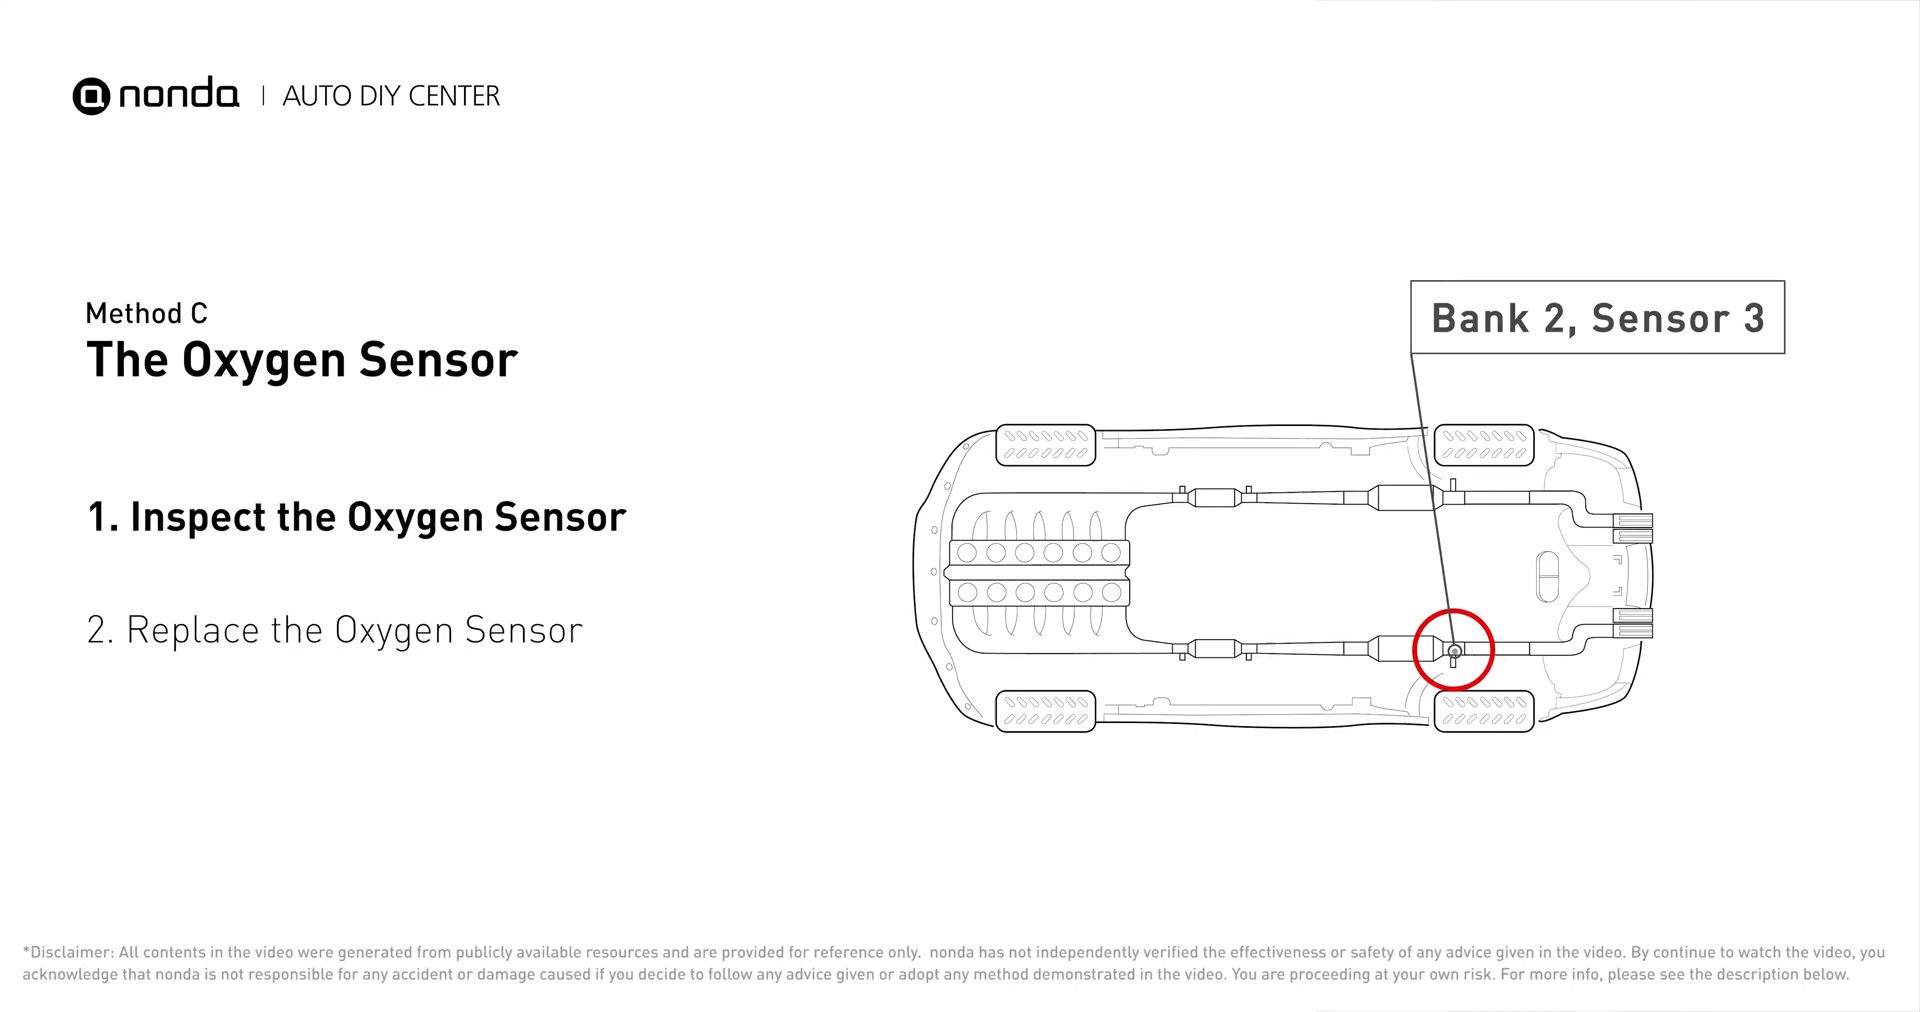 nonda | AUTO DIY CENTER
Method C
The Oxygen Sensor
1. Inspect the Oxygen Sensor
2. Replace the Oxygen Sensor
Bank 2, Sensor 3
*Disclaimer: All contents in the video were generated from publicly available resources and are provided for reference only. nonda has not independently verified the effectiveness or safety of any advice given in the video. By continue to watch the video, you
acknowledge that nonda is not responsible for any accident or damage caused if you decide to follow any advice given or adopt any method demonstrated in the video. You are proceeding at your own risk. For more info, please see the description below.